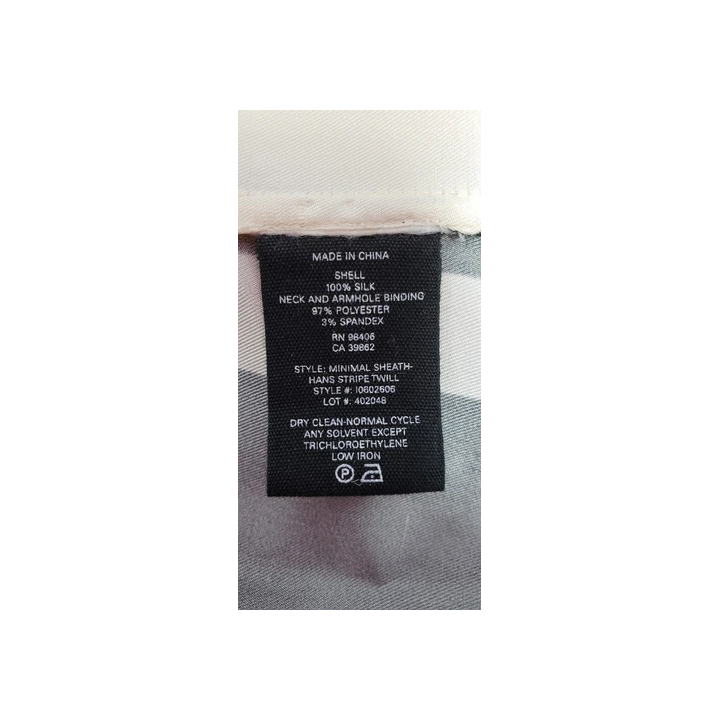 MADE IN CHINA
SHELL
100% SILK
NECK AND ARMHOLE BINDING
97% POLYESTER
3% SPANDEX
RN 98406
CA 39862
STYLE: MINIMAL SHEATH-
HANS STRIPE TWILL
STYLE #: I0602606
LOT #: 402048
DRY CLEAN-NORMAL CYCLE
ANY SOLVENT EXCEPT
TRICHLOROETHYLENE
LOW IRON
P